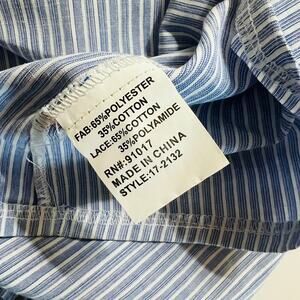 FAB:65%POLYESTER
35%COTTON
LACE:65%COTTON
35%POLYAMIDE
RN#:91017
MADE IN CHINA
STYLE:17-2132